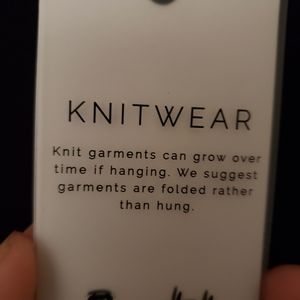 KNITWEAR
Knit garments can grow over
time if hanging. We suggest
garments are folded rather
than hung.